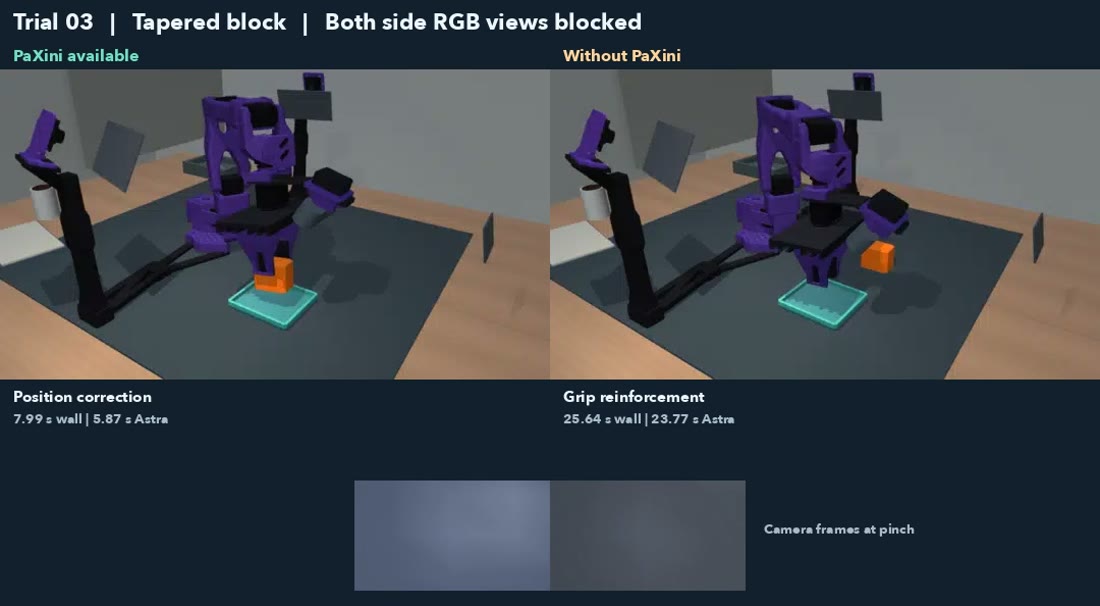 Trial 03 | Tapered block | Both side RGB views blocked
PaXini available
Without PaXini
Position correction
7.99 s wall | 5.87 s Astra
Grip reinforcement
25.64 s wall | 23.77 s Astra
Camera frames at pinch